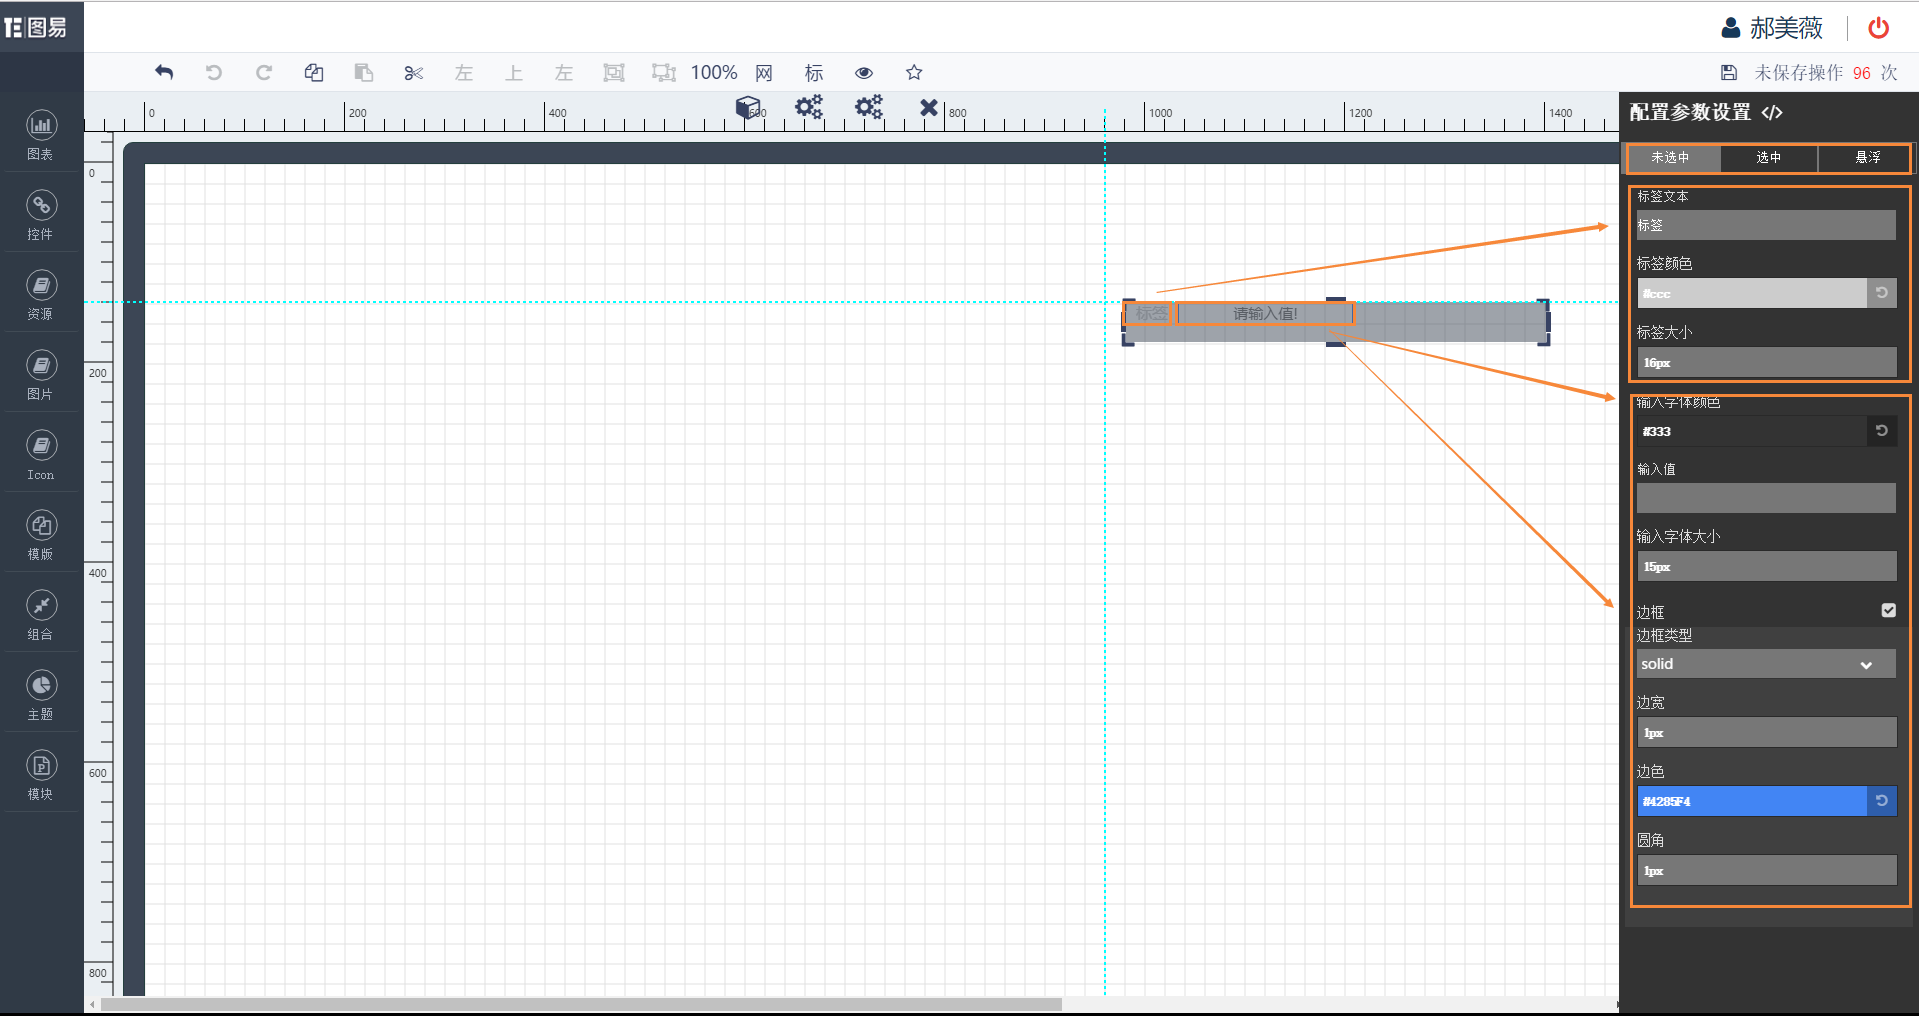 图易
郝美薇
左 上 左 100% 网 标
未保存操作 96 次
0 200 400 600 800 1000 1200 1400
0
200
400
600
800
图表
控件
资源
图片
Icon
模版
组合
主题
模块
标签 请输入值!
配置参数设置 </>
未选中 选中 悬浮
标签文本
标签
标签颜色
#ccc
标签大小
16px
输入字体颜色
#333
输入值
输入字体大小
15px
边框
边框类型
solid
边宽
1px
边色
#4285F4
圆角
1px